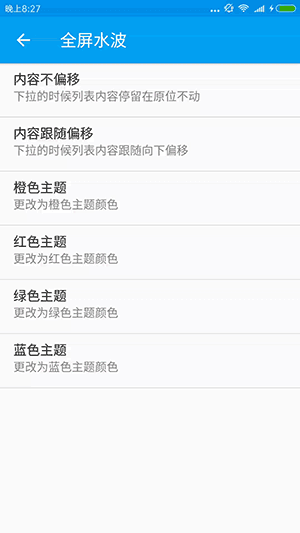 晚上8:27
全屏水波
内容不偏移
下拉的时候列表内容停留在原位不动
内容跟随偏移
下拉的时候列表内容跟随向下偏移
橙色主题
更改为橙色主题颜色
红色主题
更改为红色主题颜色
绿色主题
更改为绿色主题颜色
蓝色主题
更改为蓝色主题颜色